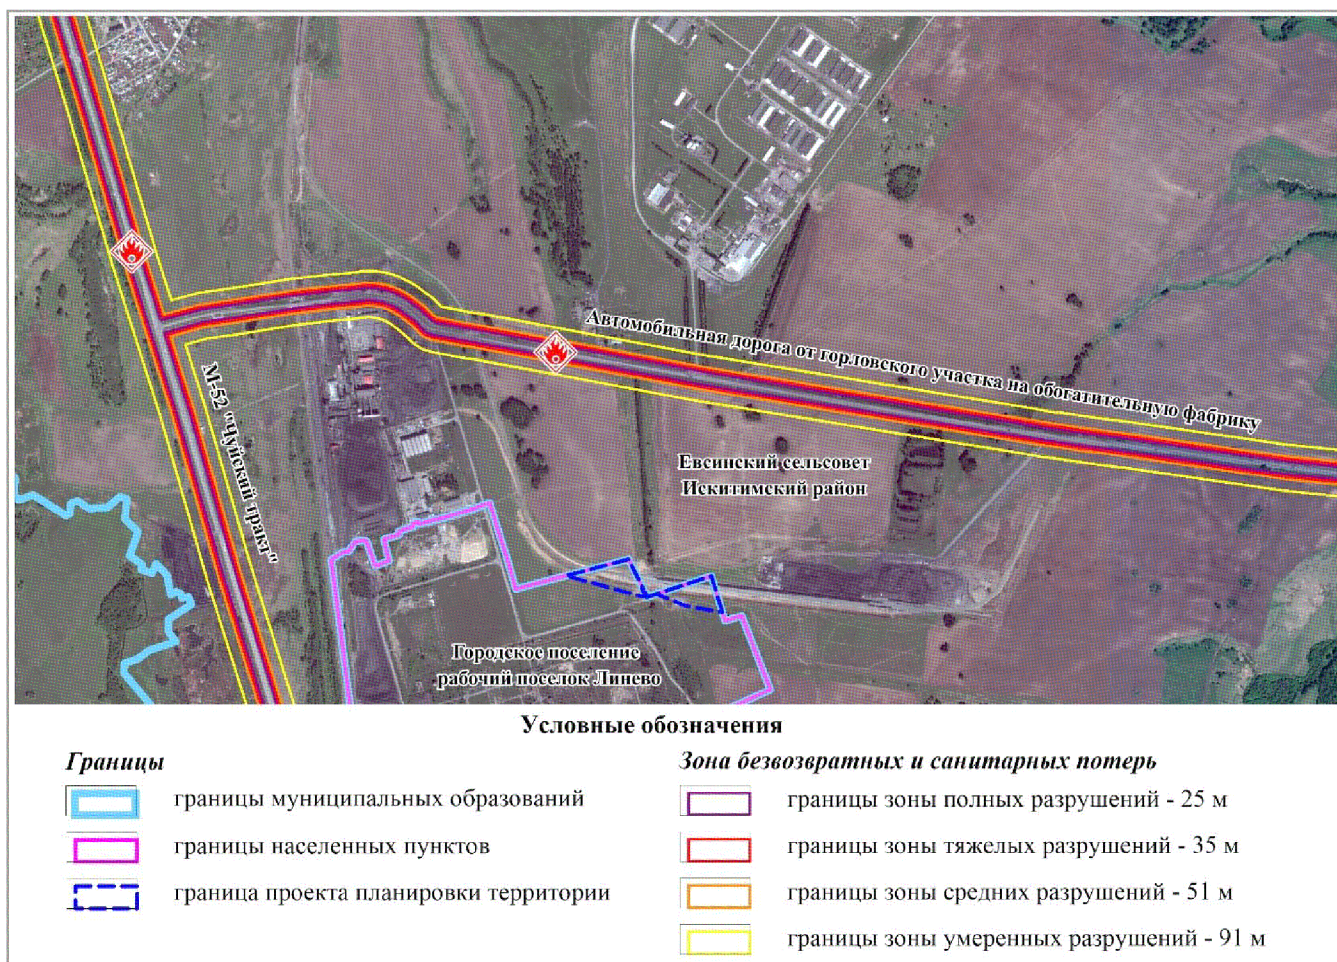 Автомобильная дорога от горловского участка на обогатительную фабрику
М-52 "Чуйский тракт"
Евсинский сельсовет
Искитимский район
Городское поселение
рабочий поселок Линево
Условные обозначения
Границы
границы муниципальных образований
границы населенных пунктов
граница проекта планировки территории
Зона безвозвратных и санитарных потерь
границы зоны полных разрушений - 25 м
границы зоны тяжелых разрушений - 35 м
границы зоны средних разрушений - 51 м
границы зоны умеренных разрушений - 91 м